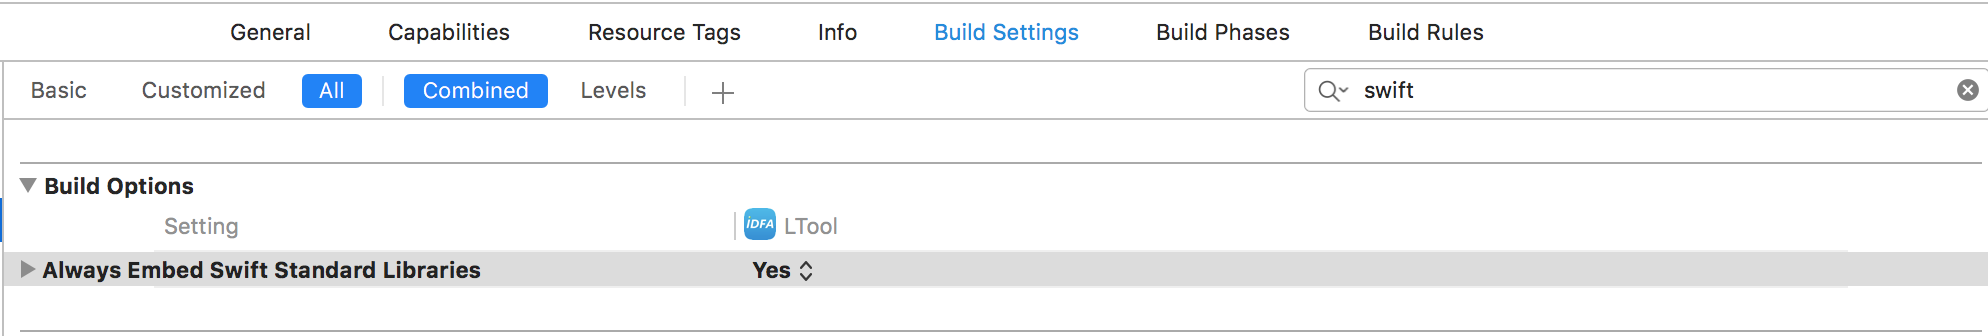 General Capabilities Resource Tags Info Build Settings Build Phases Build Rules
Basic Customized All Combined Levels swift
Build Options
Setting iDFA LTool
Always Embed Swift Standard Libraries Yes